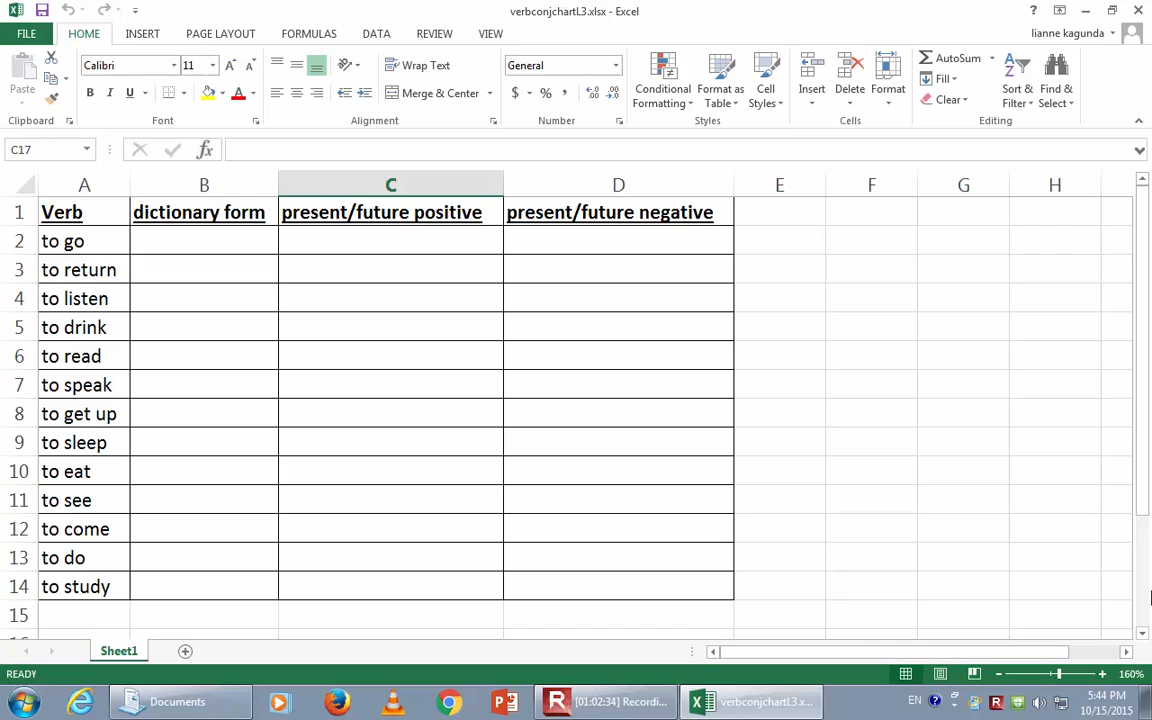 verbconjchartL3.xlsx - Excel
FILE HOME INSERT PAGE LAYOUT FORMULAS DATA REVIEW VIEW lianne kagunda
Paste Calibri 11 Wrap Text General Conditional Formatting Format as Table Cell Styles Insert Delete Format AutoSum Fill Clear Sort & Filter Find & Select
B I U Merge & Center $ % ,
Clipboard Font Alignment Number Styles Cells Editing
C17 fx
A B C D E F G H
1 Verb dictionary form present/future positive present/future negative
2 to go
3 to return
4 to listen
5 to drink
6 to read
7 to speak
8 to get up
9 to sleep
10 to eat
11 to see
12 to come
13 to do
14 to study
15
Sheet1
READY 160%
Documents [01:02:34] Recordi... verbconjchartL3.x... EN 5:44 PM
10/15/2015